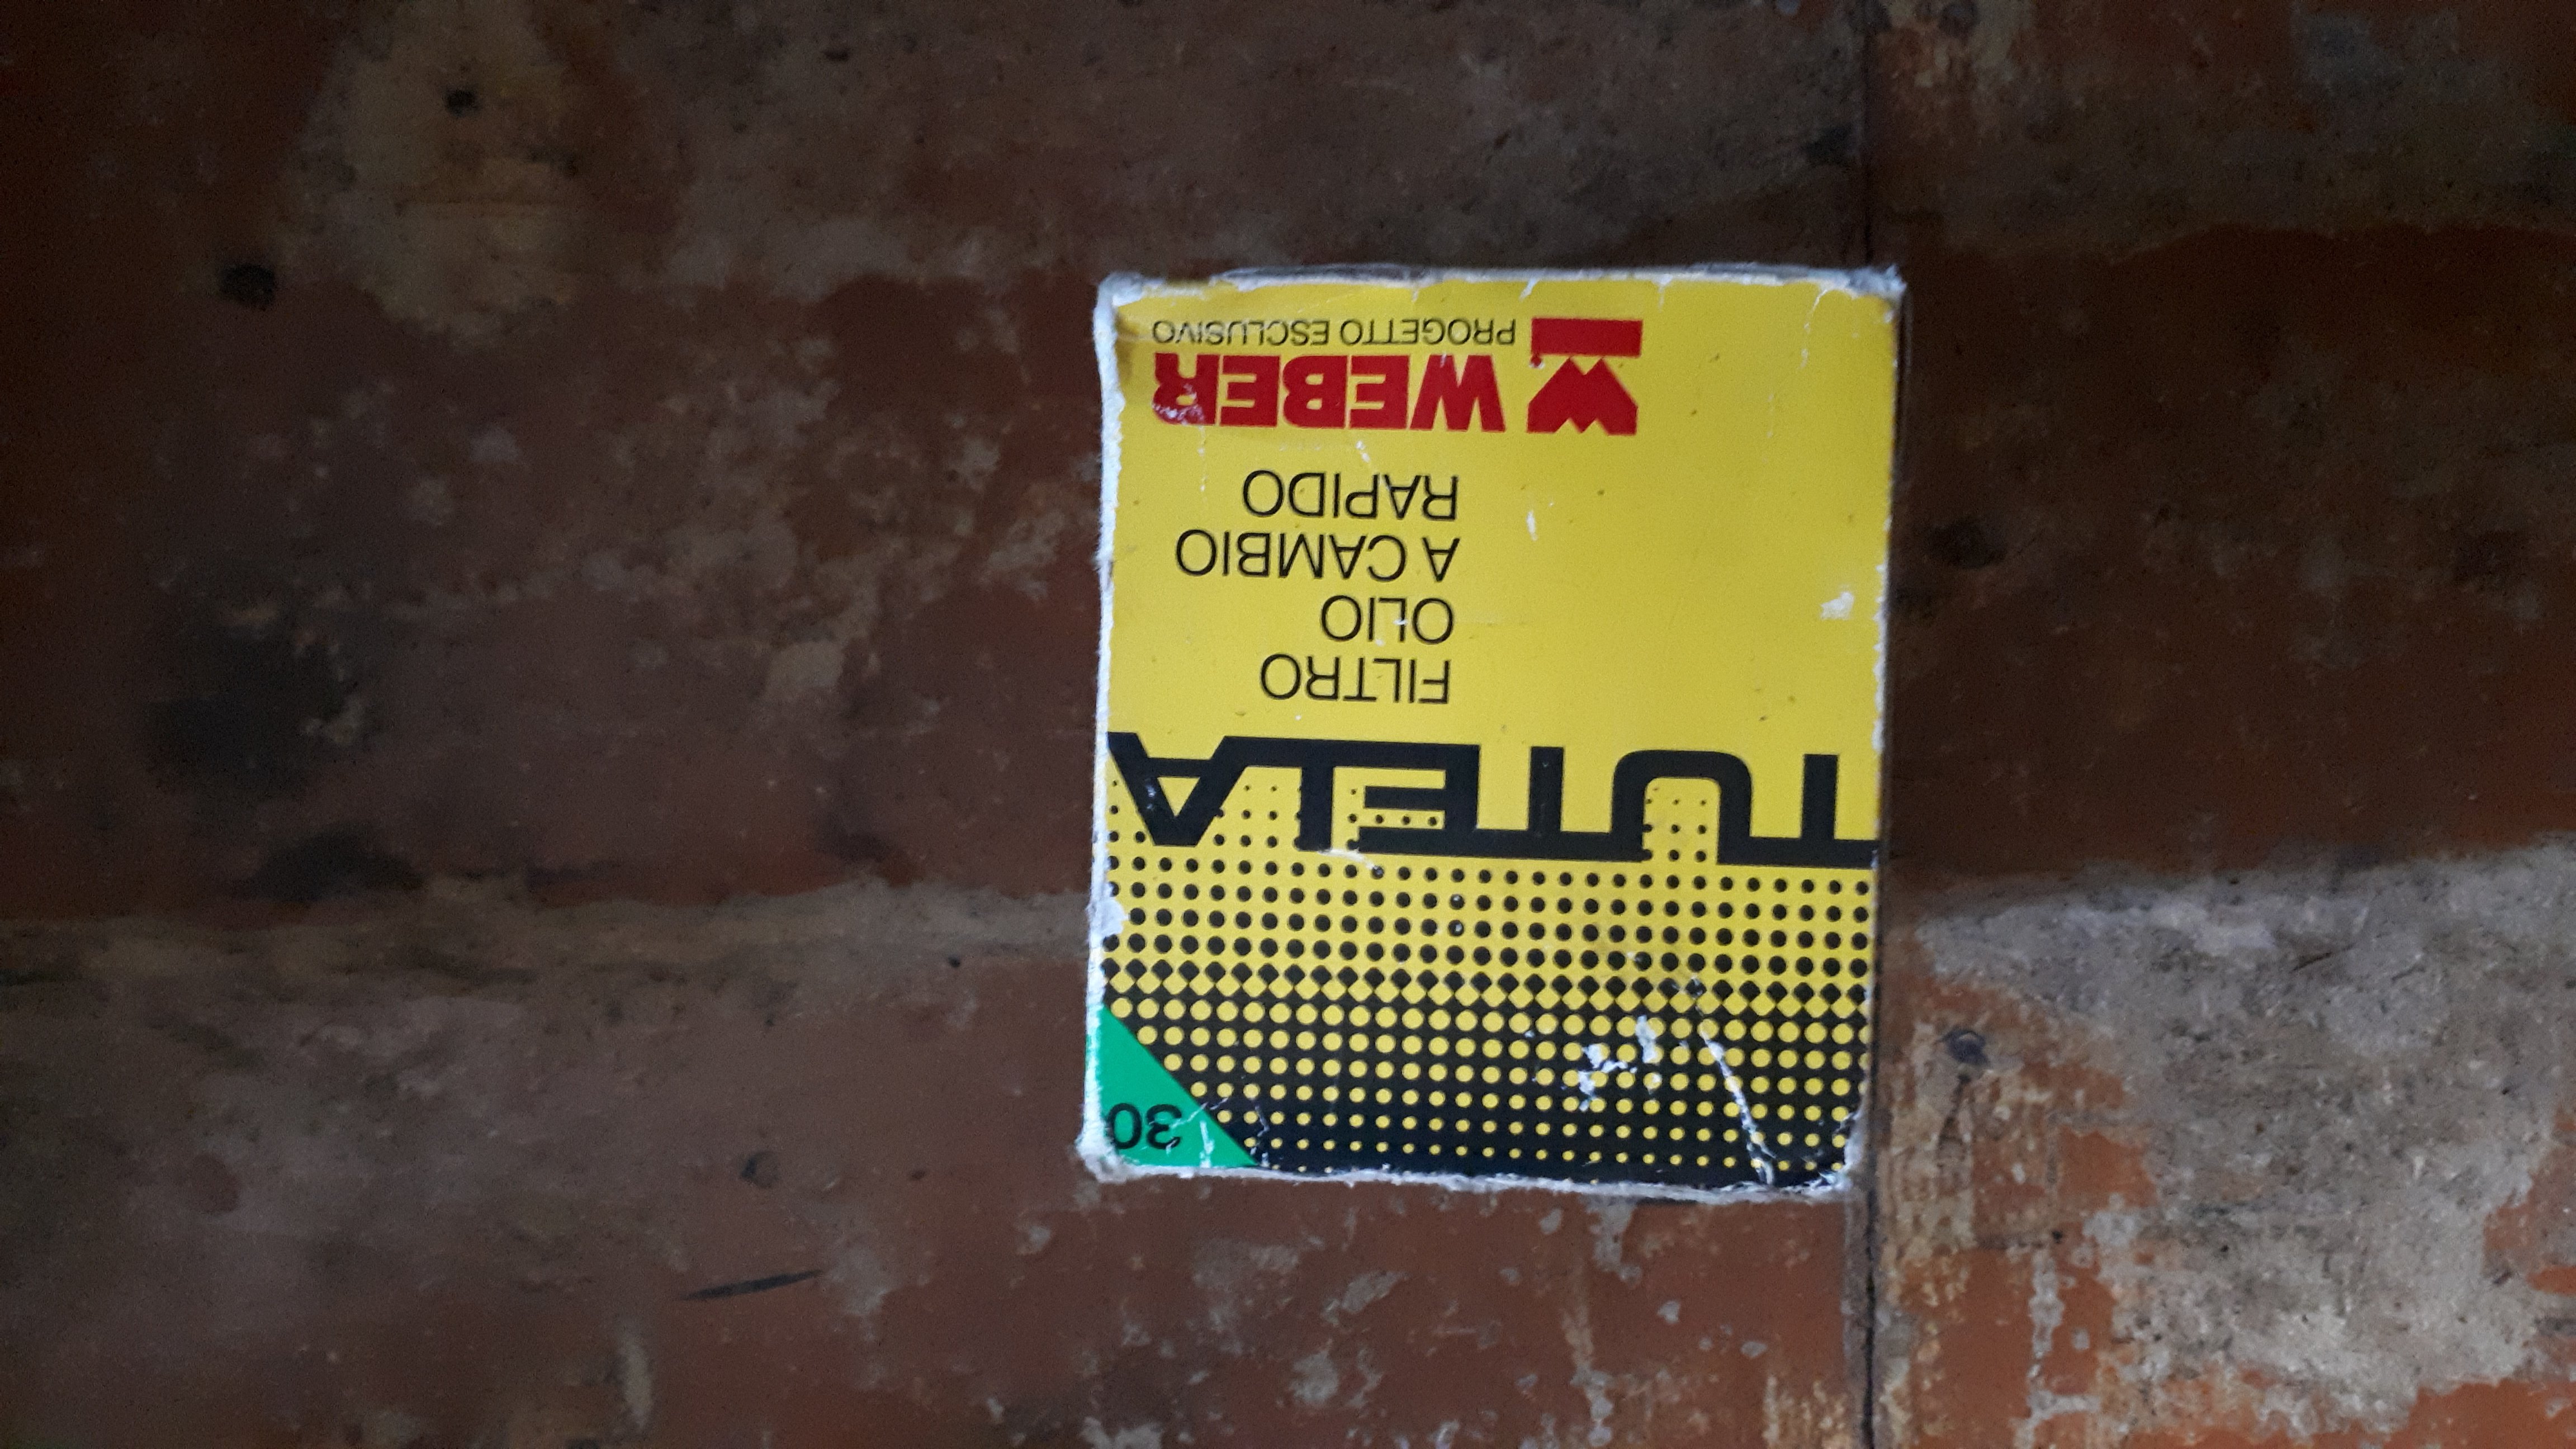 30
TUTELA
FILTRO
OLIO
A CAMBIO
RAPIDO
WEBER
PROGETTO ESCLUSIVO